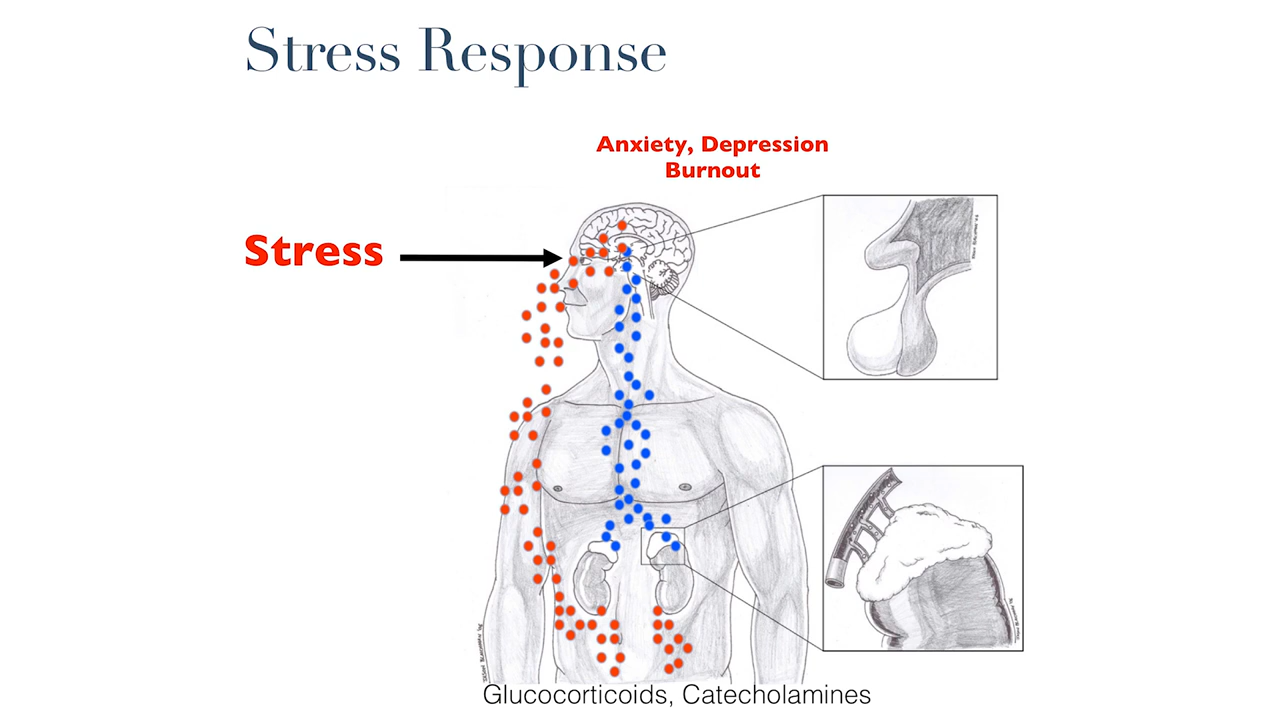 Stress Response
Anxiety, Depression
Burnout
Stress
Glucocorticoids, Catecholamines